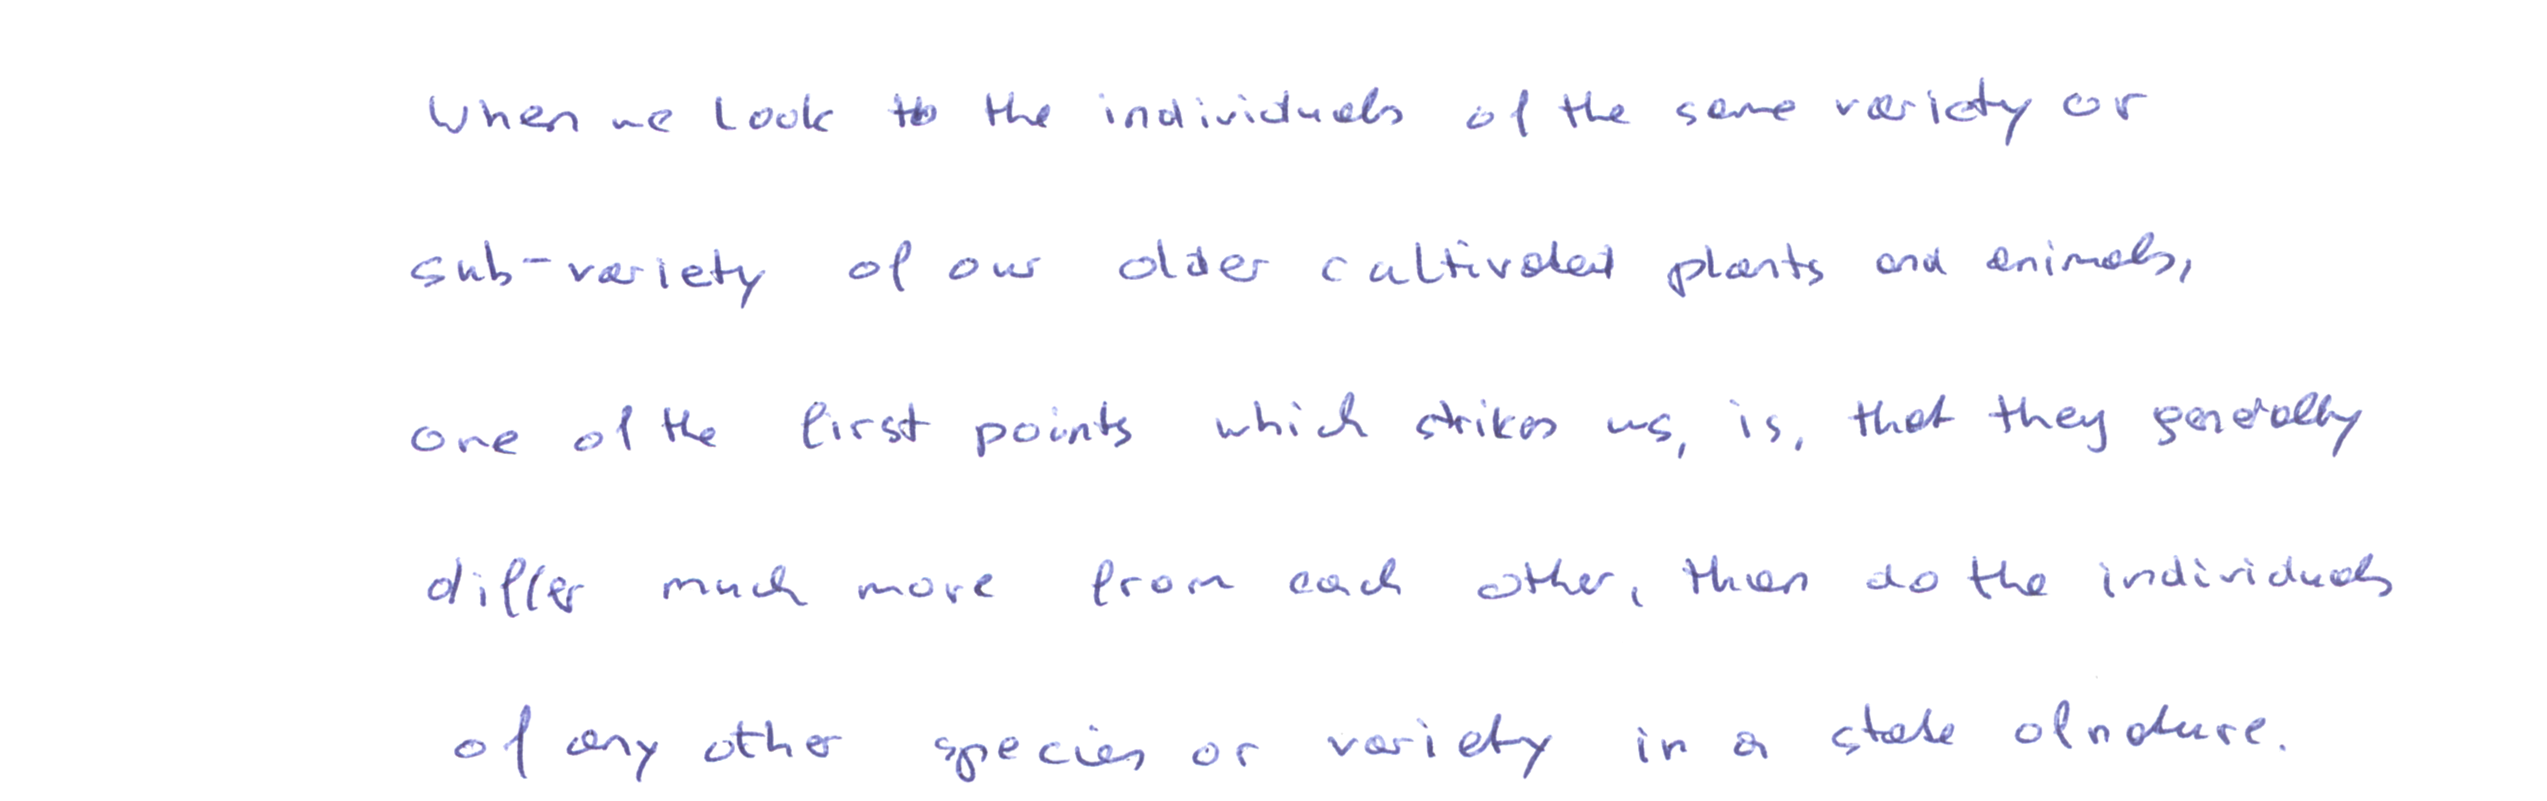 When we look to the individuals of the same variety or
sub-variety of our older cultivated plants and animals,
one of the first points which strikes us, is, that they generally
differ much more from each other, than do the individuals
of any other species or variety in a state of nature.